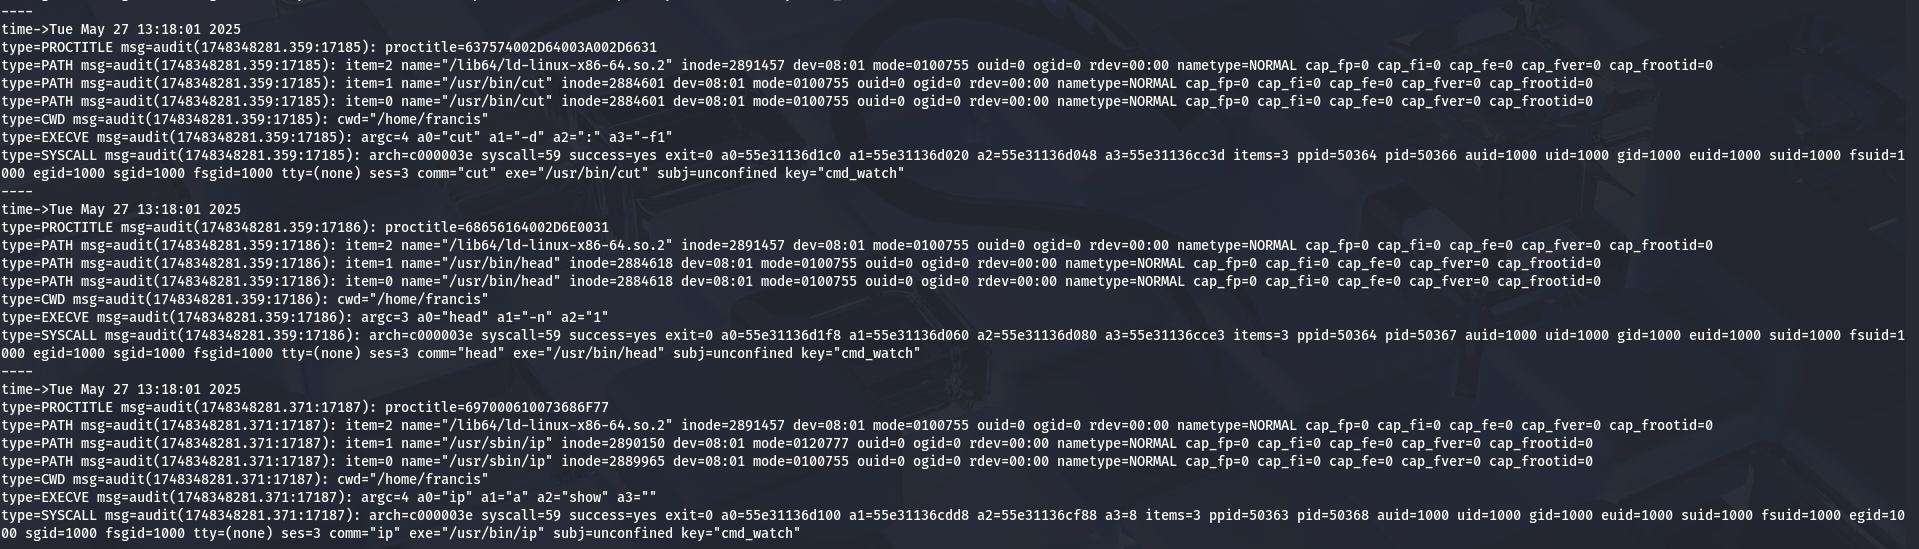 ----
time->Tue May 27 13:18:01 2025
type=PROCTITLE msg=audit(1748348281.359:17185): proctitle=637574002D64003A002D6631
type=PATH msg=audit(1748348281.359:17185): item=2 name="/lib64/ld-linux-x86-64.so.2" inode=2891457 dev=08:01 mode=0100755 ouid=0 ogid=0 rdev=00:00 nametype=NORMAL cap_fp=0 cap_fi=0 cap_fe=0 cap_fver=0 cap_frootid=0
type=PATH msg=audit(1748348281.359:17185): item=1 name="/usr/bin/cut" inode=2884601 dev=08:01 mode=0100755 ouid=0 ogid=0 rdev=00:00 nametype=NORMAL cap_fp=0 cap_fi=0 cap_fe=0 cap_fver=0 cap_frootid=0
type=PATH msg=audit(1748348281.359:17185): item=0 name="/usr/bin/cut" inode=2884601 dev=08:01 mode=0100755 ouid=0 ogid=0 rdev=00:00 nametype=NORMAL cap_fp=0 cap_fi=0 cap_fe=0 cap_fver=0 cap_frootid=0
type=CWD msg=audit(1748348281.359:17185): cwd="/home/francis"
type=EXECVE msg=audit(1748348281.359:17185): argc=4 a0="cut" a1="-d" a2=":" a3="-f1"
type=SYSCALL msg=audit(1748348281.359:17185): arch=c000003e syscall=59 success=yes exit=0 a0=55e31136d1c0 a1=55e31136d020 a2=55e31136d048 a3=55e31136cc3d items=3 ppid=50364 pid=50366 auid=1000 uid=1000 gid=1000 euid=1000 suid=1000 fsuid=1
000 egid=1000 sgid=1000 fsgid=1000 tty=(none) ses=3 comm="cut" exe="/usr/bin/cut" subj=unconfined key="cmd_watch"
----
time->Tue May 27 13:18:01 2025
type=PROCTITLE msg=audit(1748348281.359:17186): proctitle=68656164002D6E0031
type=PATH msg=audit(1748348281.359:17186): item=2 name="/lib64/ld-linux-x86-64.so.2" inode=2891457 dev=08:01 mode=0100755 ouid=0 ogid=0 rdev=00:00 nametype=NORMAL cap_fp=0 cap_fi=0 cap_fe=0 cap_fver=0 cap_frootid=0
type=PATH msg=audit(1748348281.359:17186): item=1 name="/usr/bin/head" inode=2884618 dev=08:01 mode=0100755 ouid=0 ogid=0 rdev=00:00 nametype=NORMAL cap_fp=0 cap_fi=0 cap_fe=0 cap_fver=0 cap_frootid=0
type=PATH msg=audit(1748348281.359:17186): item=0 name="/usr/bin/head" inode=2884618 dev=08:01 mode=0100755 ouid=0 ogid=0 rdev=00:00 nametype=NORMAL cap_fp=0 cap_fi=0 cap_fe=0 cap_fver=0 cap_frootid=0
type=CWD msg=audit(1748348281.359:17186): cwd="/home/francis"
type=EXECVE msg=audit(1748348281.359:17186): argc=3 a0="head" a1="-n" a2="1"
type=SYSCALL msg=audit(1748348281.359:17186): arch=c000003e syscall=59 success=yes exit=0 a0=55e31136d1f8 a1=55e31136d060 a2=55e31136d080 a3=55e31136cce3 items=3 ppid=50364 pid=50367 auid=1000 uid=1000 gid=1000 euid=1000 suid=1000 fsuid=1
000 egid=1000 sgid=1000 fsgid=1000 tty=(none) ses=3 comm="head" exe="/usr/bin/head" subj=unconfined key="cmd_watch"
----
time->Tue May 27 13:18:01 2025
type=PROCTITLE msg=audit(1748348281.371:17187): proctitle=697000610073686F77
type=PATH msg=audit(1748348281.371:17187): item=2 name="/lib64/ld-linux-x86-64.so.2" inode=2891457 dev=08:01 mode=0100755 ouid=0 ogid=0 rdev=00:00 nametype=NORMAL cap_fp=0 cap_fi=0 cap_fe=0 cap_fver=0 cap_frootid=0
type=PATH msg=audit(1748348281.371:17187): item=1 name="/usr/sbin/ip" inode=2890150 dev=08:01 mode=0120777 ouid=0 ogid=0 rdev=00:00 nametype=NORMAL cap_fp=0 cap_fi=0 cap_fe=0 cap_fver=0 cap_frootid=0
type=PATH msg=audit(1748348281.371:17187): item=0 name="/usr/sbin/ip" inode=2889965 dev=08:01 mode=0100755 ouid=0 ogid=0 rdev=00:00 nametype=NORMAL cap_fp=0 cap_fi=0 cap_fe=0 cap_fver=0 cap_frootid=0
type=CWD msg=audit(1748348281.371:17187): cwd="/home/francis"
type=EXECVE msg=audit(1748348281.371:17187): argc=4 a0="ip" a1="a" a2="show" a3=""
type=SYSCALL msg=audit(1748348281.371:17187): arch=c000003e syscall=59 success=yes exit=0 a0=55e31136d100 a1=55e31136cdd8 a2=55e31136cf88 a3=8 items=3 ppid=50363 pid=50368 auid=1000 uid=1000 gid=1000 euid=1000 suid=1000 fsuid=1000 egid=10
00 sgid=1000 fsgid=1000 tty=(none) ses=3 comm="ip" exe="/usr/bin/ip" subj=unconfined key="cmd_watch"